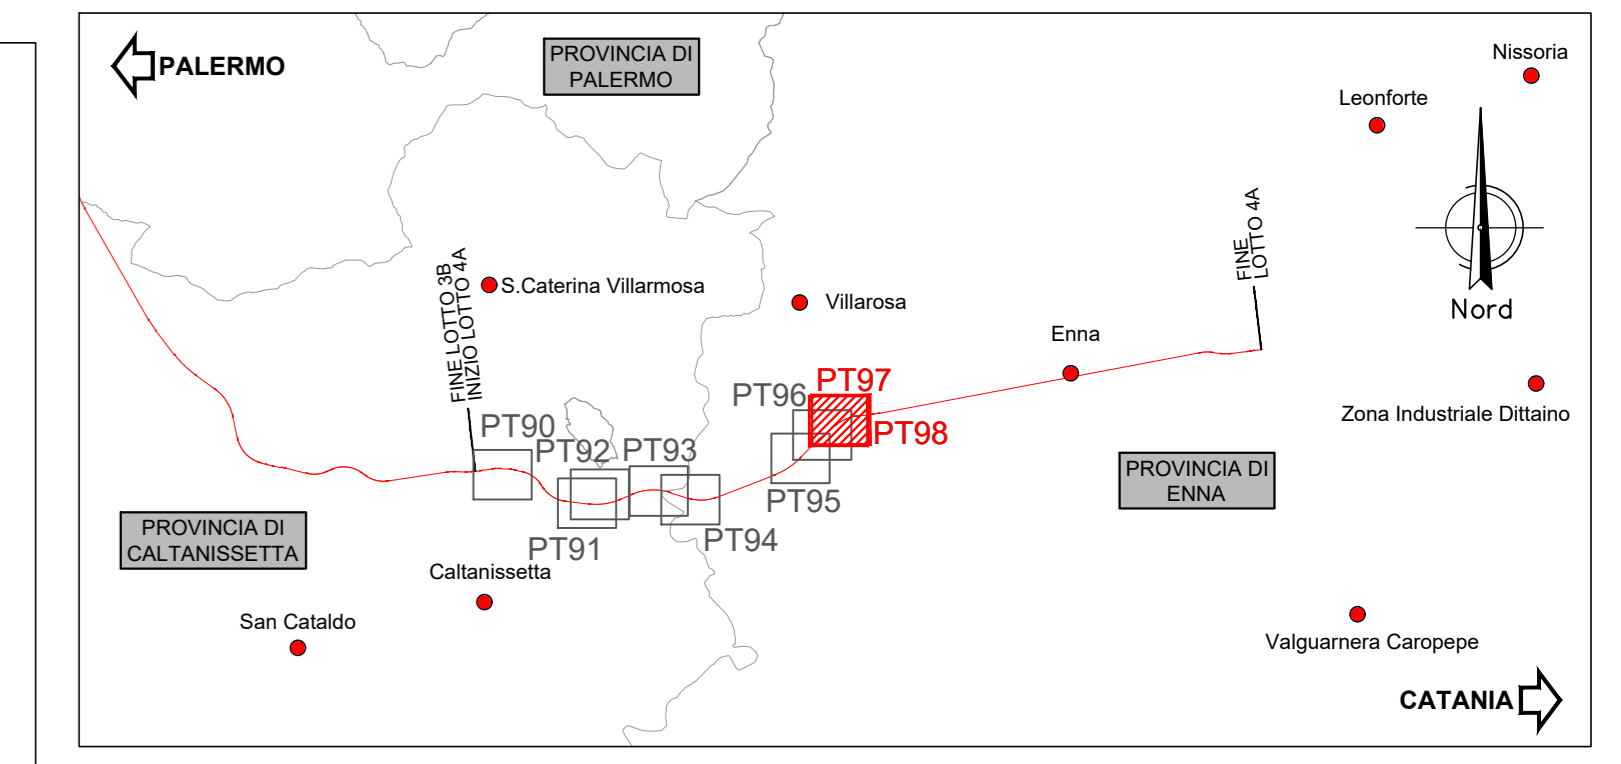 PALERMO
PROVINCIA DI
PALERMO
Nissoria
Leonforte
Nord
FINE
LOTTO 4A
FINE LOTTO 3B
INIZIO LOTTO 4A
S.Caterina Villarmosa
Villarosa
Enna
Zona Industriale Dittaino
PT96
PT97
PT98
PT90
PT92
PT93
PT95
PT91
PT94
PROVINCIA DI
ENNA
PROVINCIA DI
CALTANISSETTA
Caltanissetta
San Cataldo
Valguarnera Caropepe
CATANIA